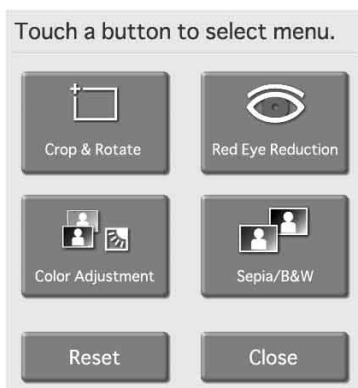 Touch a button to select menu.
Crop & Rotate
Red Eye Reduction
Color Adjustment
Sepia/B&W
Reset
Close